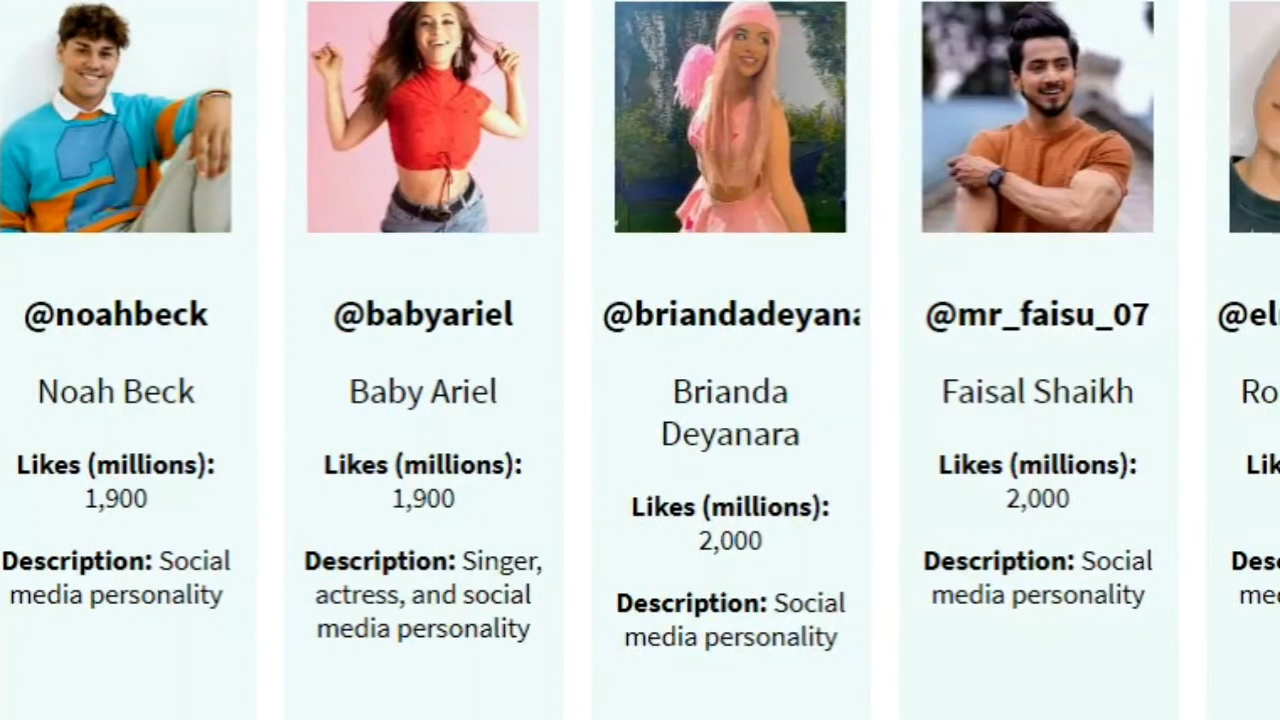 @noahbeck
Noah Beck
Likes (millions):
1,900
Description: Social
media personality
@babyariel
Baby Ariel
Likes (millions):
1,900
Description: Singer,
actress, and social
media personality
@briandadeyana
Brianda
Deyanara
Likes (millions):
2,000
Description: Social
media personality
@mr_faisu_07
Faisal Shaikh
Likes (millions):
2,000
Description: Social
media personality